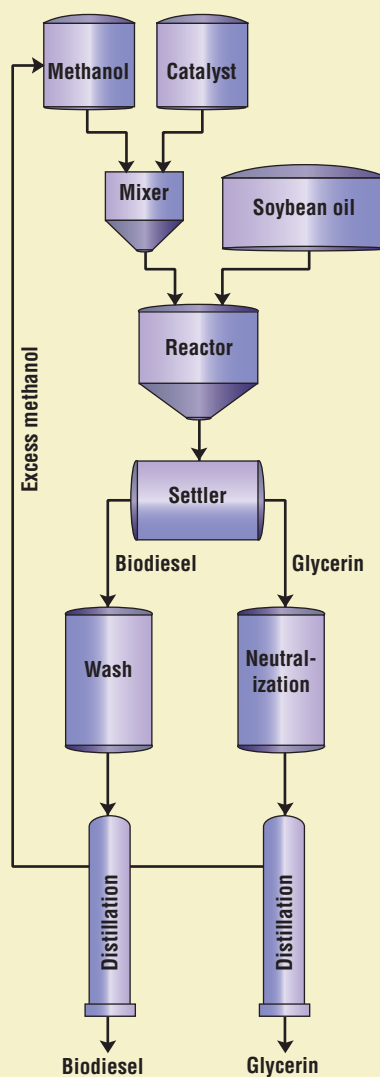 Methanol
Catalyst
Mixer
Soybean oil
Reactor
Excess methanol
Settler
Biodiesel
Glycerin
Wash
Neutral-
ization
Distillation
Distillation
Biodiesel
Glycerin